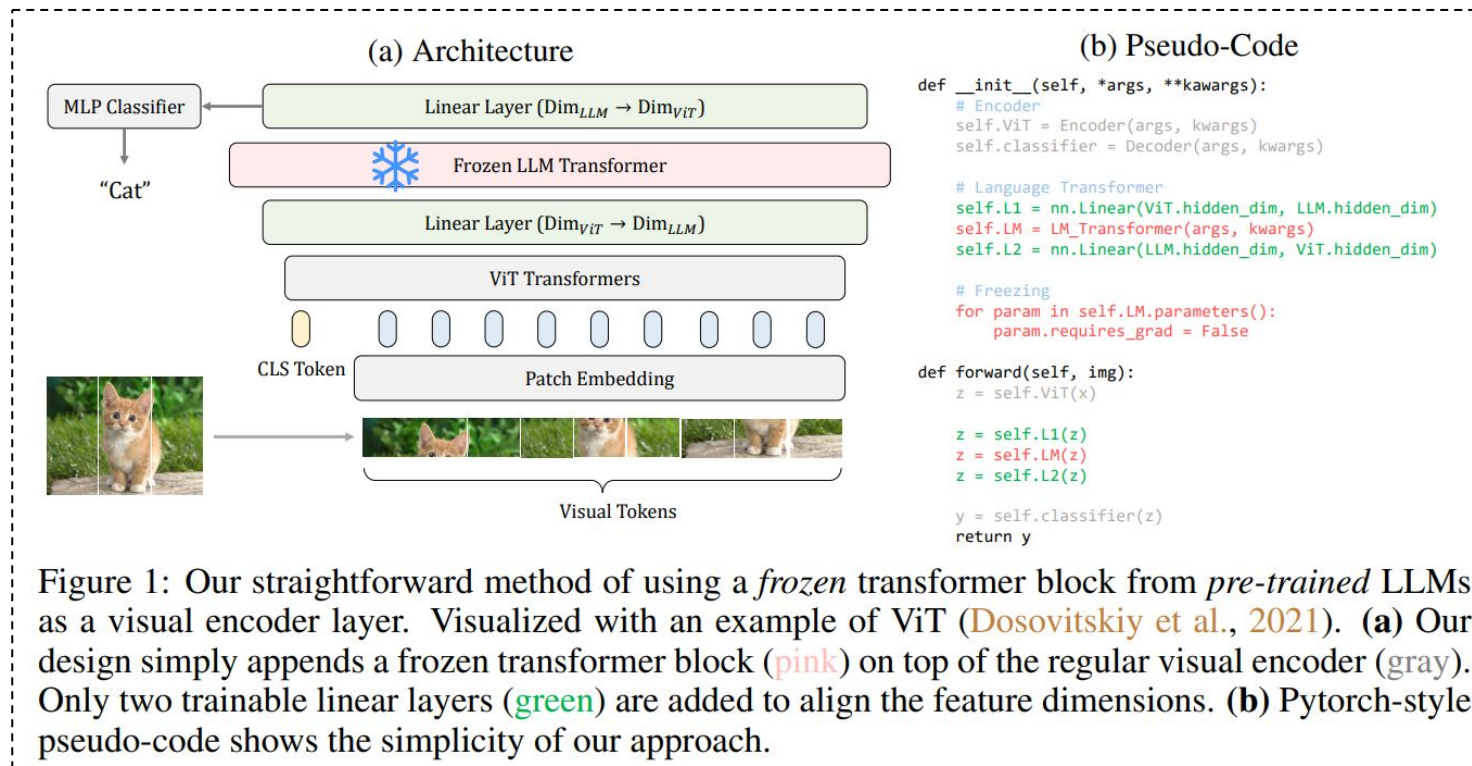 (a) Architecture
MLP Classifier
"Cat"
Linear Layer (Dim_LLM → Dim_ViT)
Frozen LLM Transformer
Linear Layer (Dim_ViT → Dim_LLM)
ViT Transformers
CLS Token
Patch Embedding
Visual Tokens
(b) Pseudo-Code
def __init__(self, *args, **kawargs):
# Encoder
self.ViT = Encoder(args, kwargs)
self.classifier = Decoder(args, kwargs)
# Language Transformer
self.L1 = nn.Linear(ViT.hidden_dim, LLM.hidden_dim)
self.LM = LM_Transformer(args, kwargs)
self.L2 = nn.Linear(LLM.hidden_dim, ViT.hidden_dim)
# Freezing
for param in self.LM.parameters():
param.requires_grad = False
def forward(self, img):
z = self.ViT(x)
z = self.L1(z)
z = self.LM(z)
z = self.L2(z)
y = self.classifier(z)
return y
Figure 1: Our straightforward method of using a frozen transformer block from pre-trained LLMs
as a visual encoder layer. Visualized with an example of ViT (Dosovitskiy et al., 2021). (a) Our
design simply appends a frozen transformer block (pink) on top of the regular visual encoder (gray).
Only two trainable linear layers (green) are added to align the feature dimensions. (b) Pytorch-style
pseudo-code shows the simplicity of our approach.